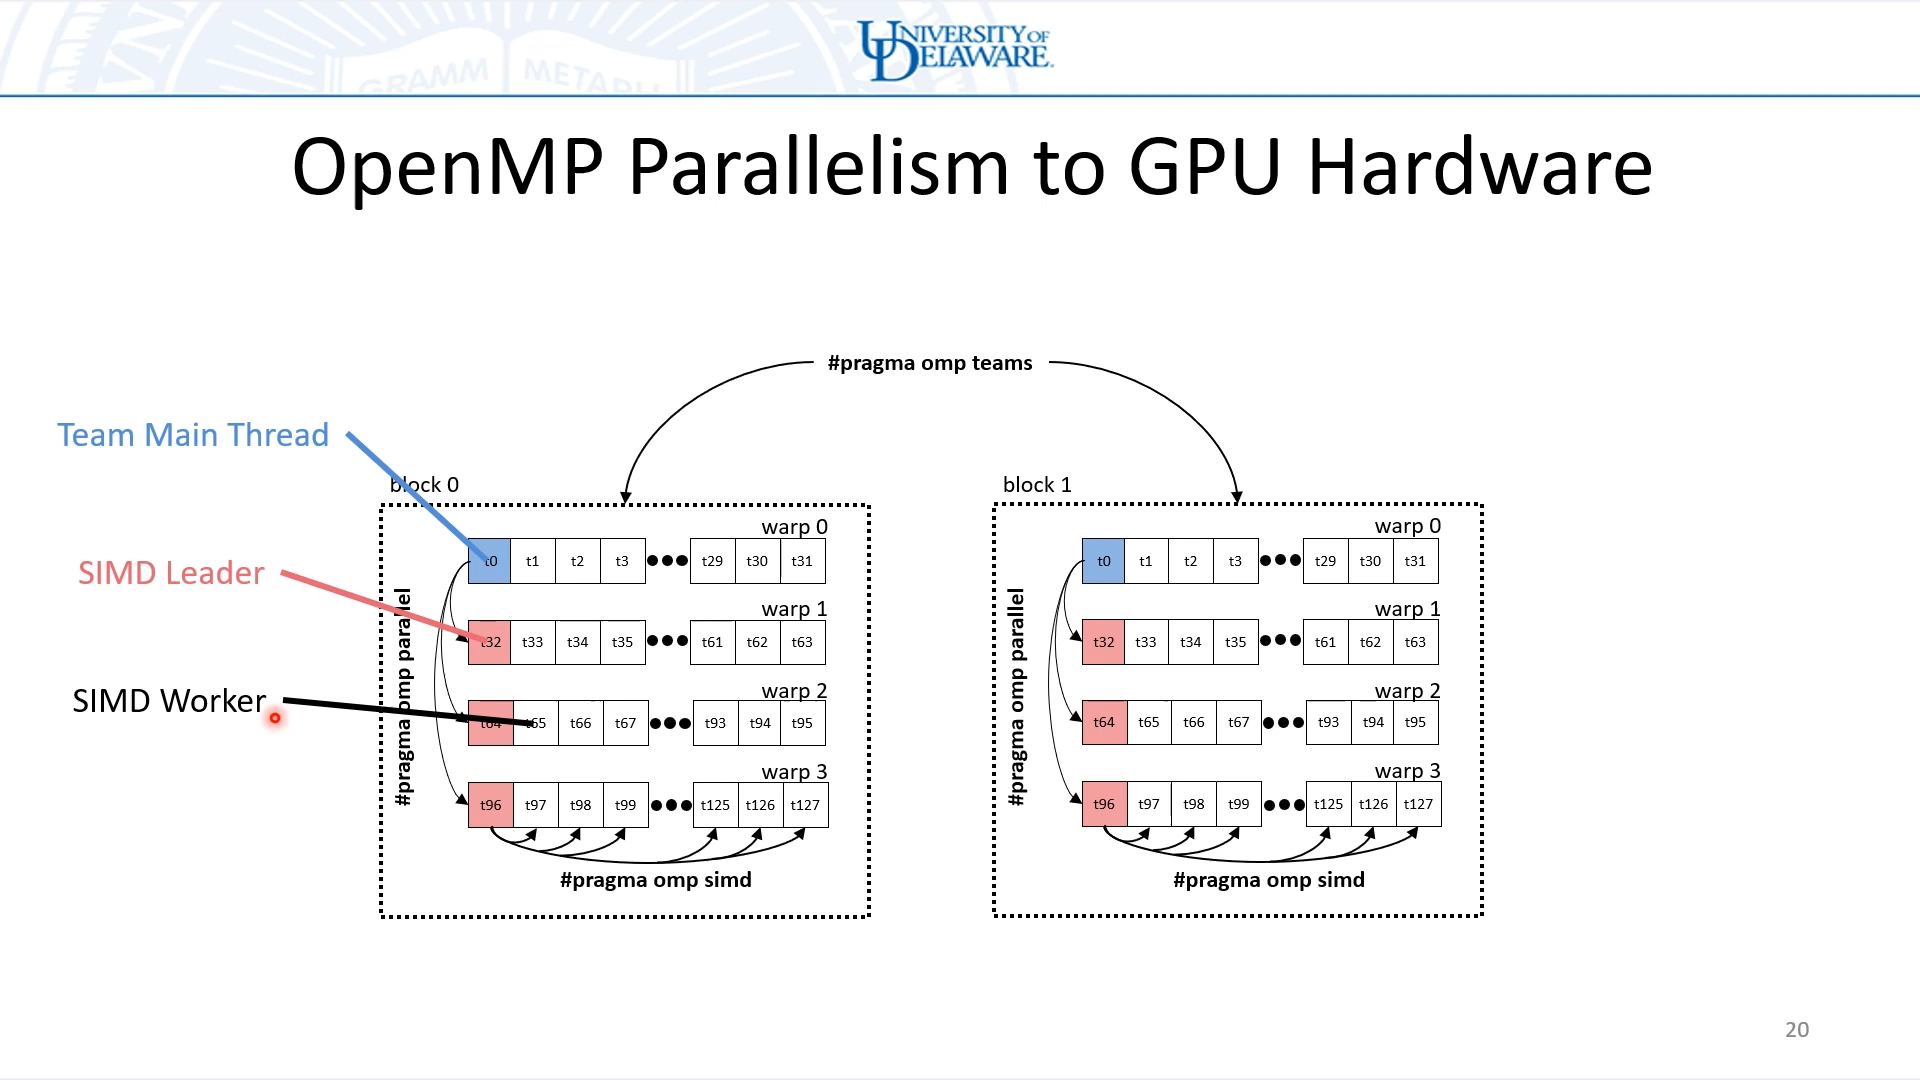 GRAMM METAPH
UNIVERSITY OF
DELAWARE.
OpenMP Parallelism to GPU Hardware
#pragma omp teams
Team Main Thread
SIMD Leader
SIMD Worker
block 0
#pragma omp parallel
warp 0
t0 t1 t2 t3 ●●● t29 t30 t31
warp 1
t32 t33 t34 t35 ●●● t61 t62 t63
warp 2
t64 t65 t66 t67 ●●● t93 t94 t95
warp 3
t96 t97 t98 t99 ●●● t125 t126 t127
#pragma omp simd
block 1
#pragma omp parallel
warp 0
t0 t1 t2 t3 ●●● t29 t30 t31
warp 1
t32 t33 t34 t35 ●●● t61 t62 t63
warp 2
t64 t65 t66 t67 ●●● t93 t94 t95
warp 3
t96 t97 t98 t99 ●●● t125 t126 t127
#pragma omp simd
20